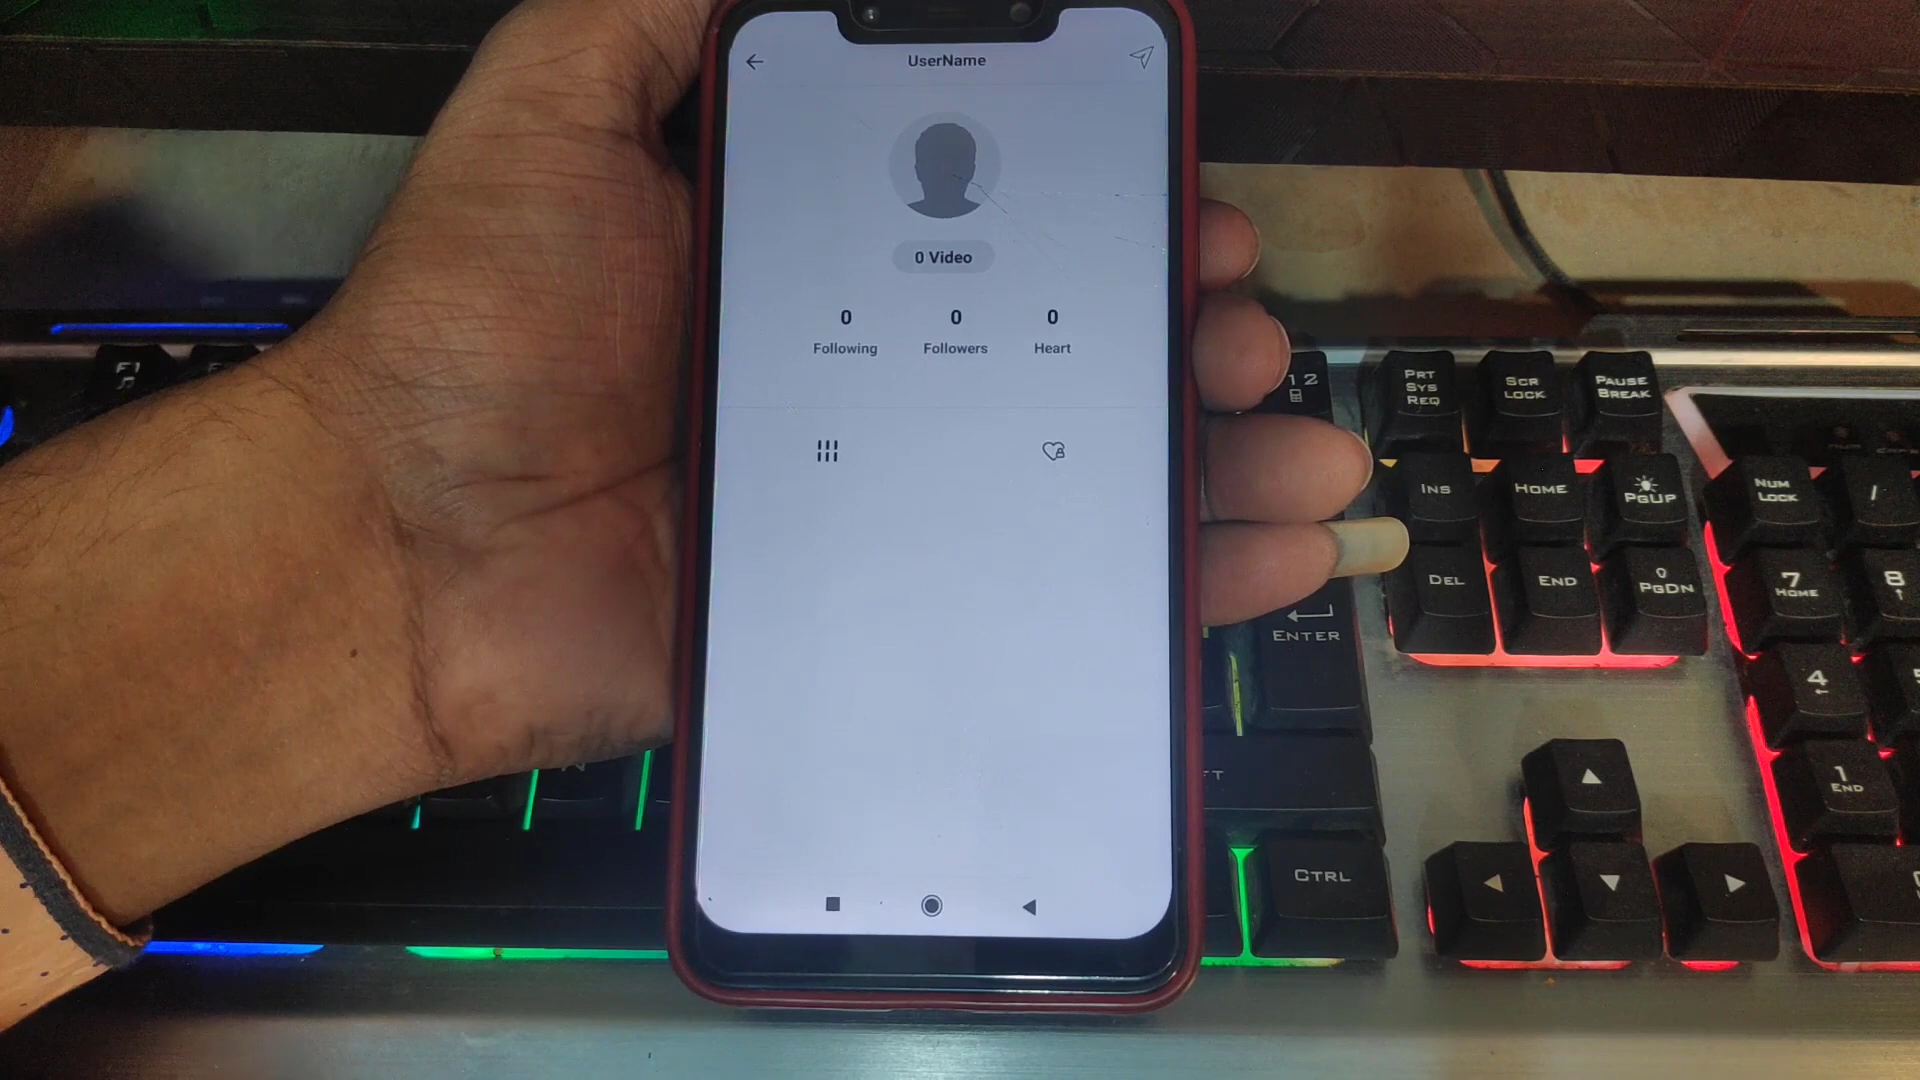 UserName
0 Video
0 0 0
Following Followers Heart
F1
12
PRT SYS REQ
SCR LOCK
PAUSE BREAK
INS
HOME
PGUP
NUM LOCK
/
DEL
END
PGDN
7 HOME
8
ENTER
4
1 END
CTRL